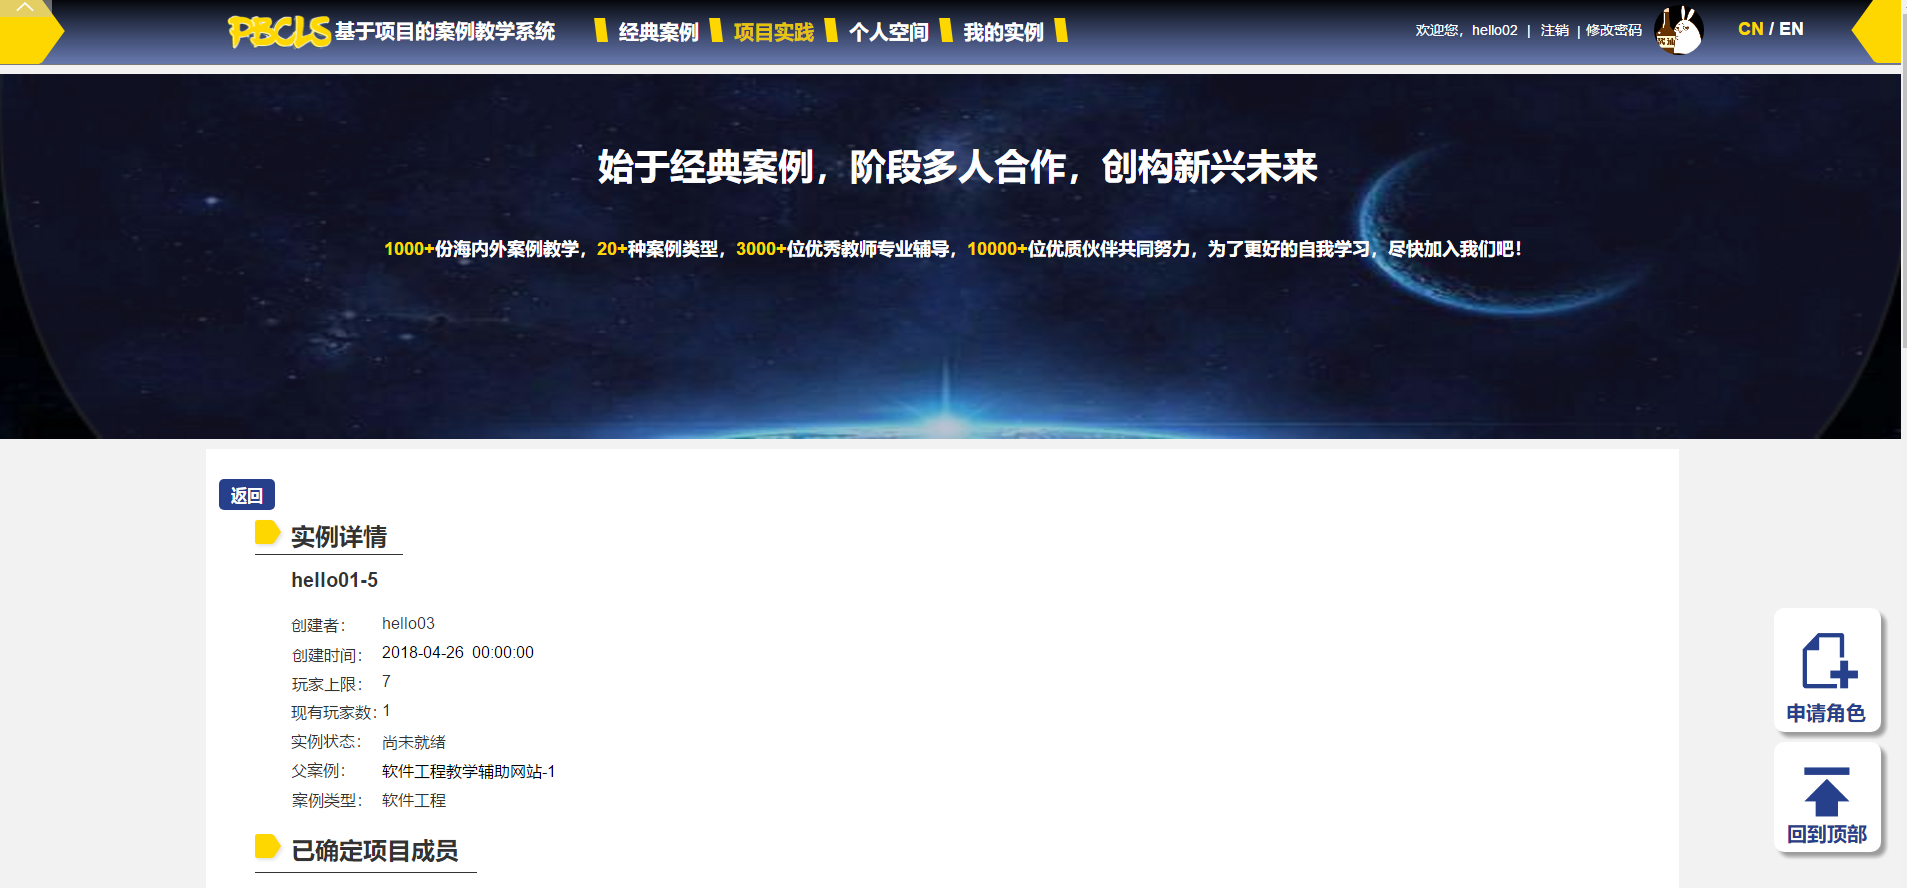 PBCLS 基于项目的案例教学系统 经典案例 项目实践 个人空间 我的实例 欢迎您，hello02 | 注销 | 修改密码 CN / EN
始于经典案例，阶段多人合作，创构新兴未来
1000+份海内外案例教学，20+种案例类型，3000+位优秀教师专业辅导，10000+位优质伙伴共同努力，为了更好的自我学习，尽快加入我们吧！
返回
实例详情
hello01-5
创建者： hello03
创建时间： 2018-04-26 00:00:00
玩家上限： 7
现有玩家数： 1
实例状态： 尚未就绪
父案例： 软件工程教学辅助网站-1
案例类型： 软件工程
已确定项目成员
申请角色
回到顶部